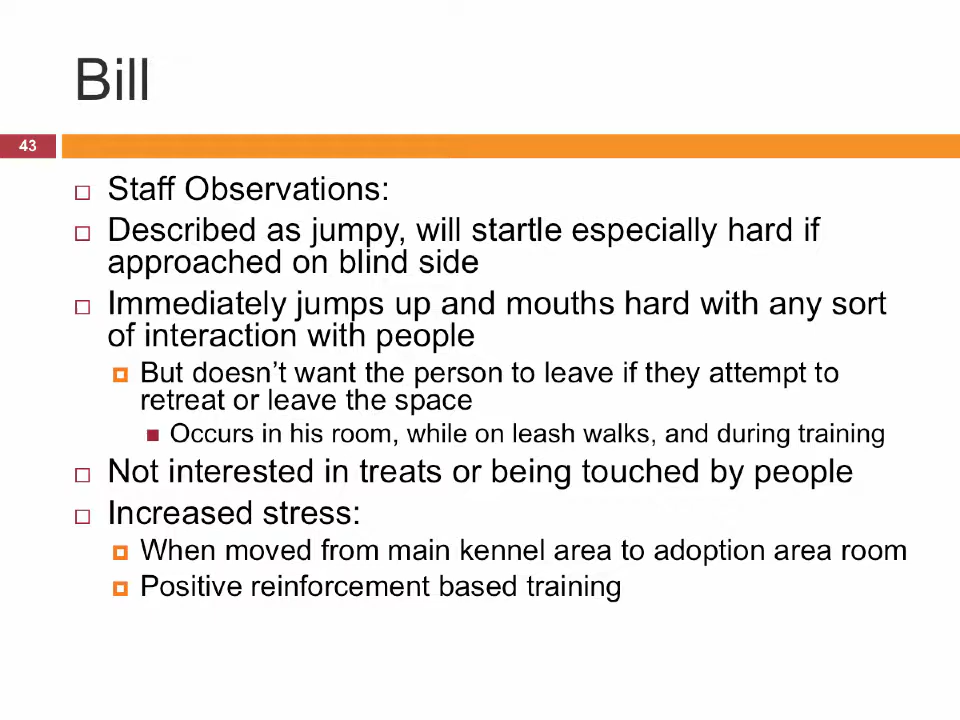 Bill
43
Staff Observations:
Described as jumpy, will startle especially hard if
approached on blind side
Immediately jumps up and mouths hard with any sort
of interaction with people
But doesn’t want the person to leave if they attempt to
retreat or leave the space
Occurs in his room, while on leash walks, and during training
Not interested in treats or being touched by people
Increased stress:
When moved from main kennel area to adoption area room
Positive reinforcement based training